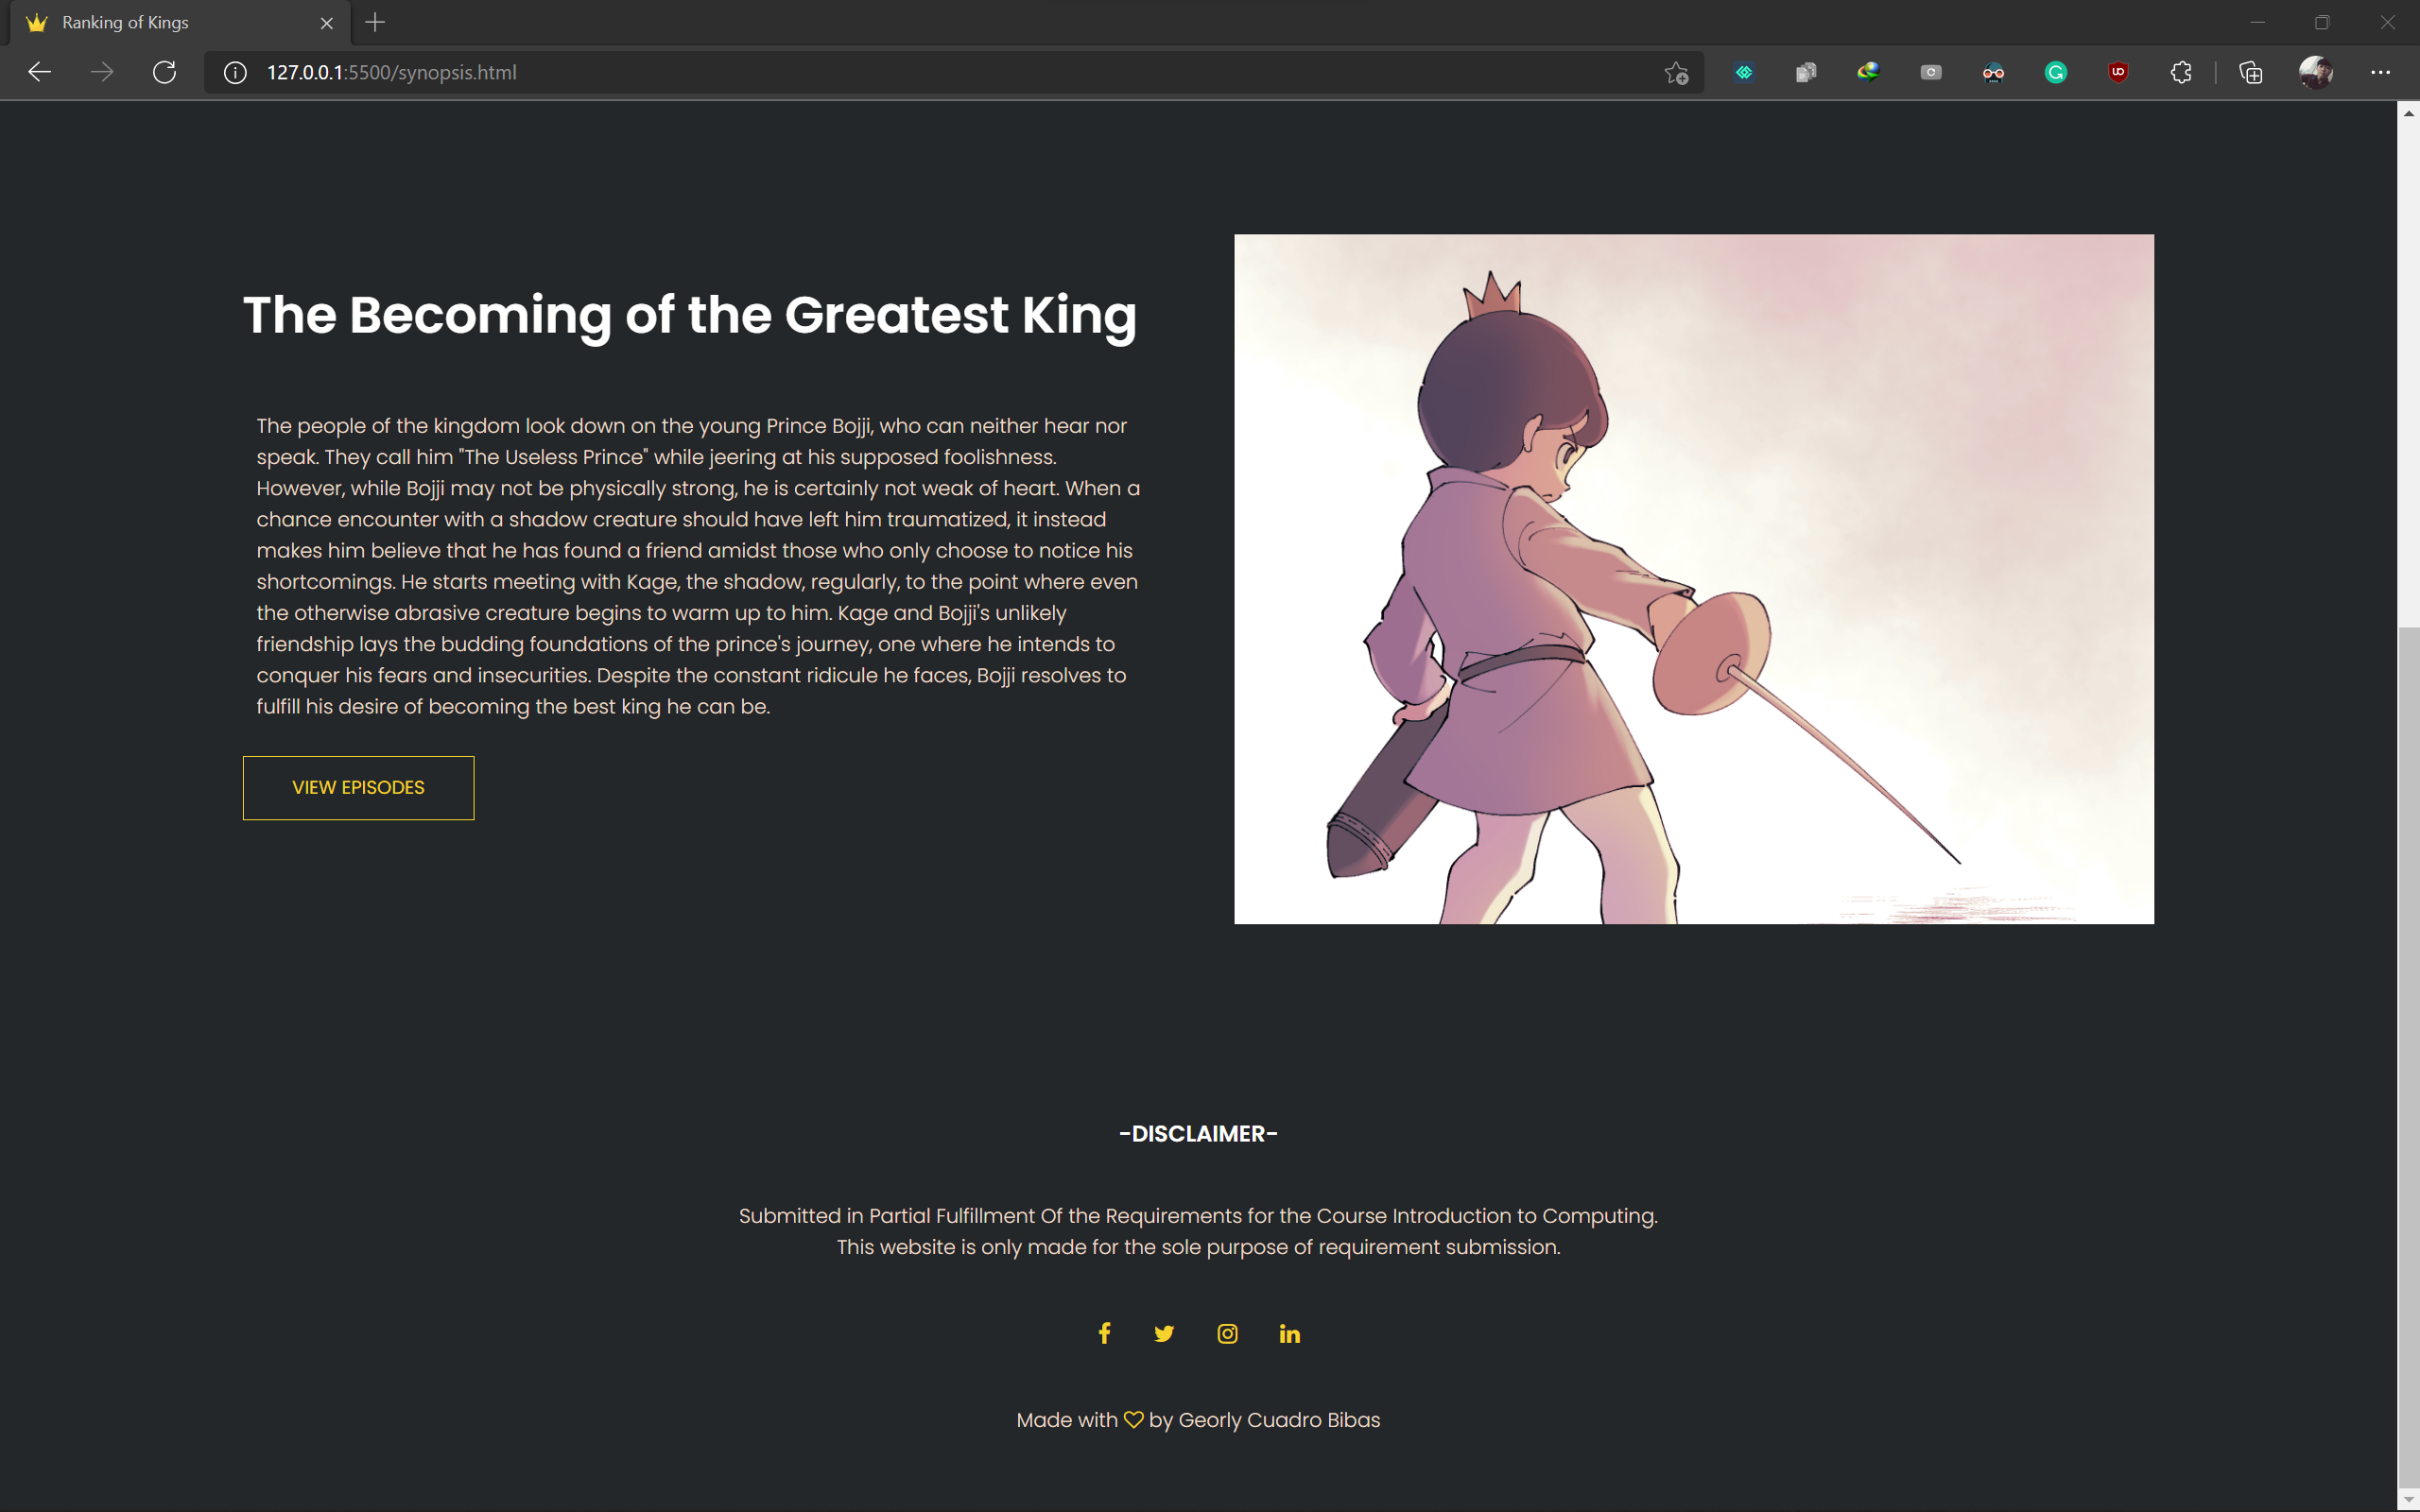 Ranking of Kings
127.0.0.1:5500/synopsis.html
The Becoming of the Greatest King
The people of the kingdom look down on the young Prince Bojji, who can neither hear nor
speak. They call him "The Useless Prince" while jeering at his supposed foolishness.
However, while Bojji may not be physically strong, he is certainly not weak of heart. When a
chance encounter with a shadow creature should have left him traumatized, it instead
makes him believe that he has found a friend amidst those who only choose to notice his
shortcomings. He starts meeting with Kage, the shadow, regularly, to the point where even
the otherwise abrasive creature begins to warm up to him. Kage and Bojji's unlikely
friendship lays the budding foundations of the prince's journey, one where he intends to
conquer his fears and insecurities. Despite the constant ridicule he faces, Bojji resolves to
fulfill his desire of becoming the best king he can be.
VIEW EPISODES
-DISCLAIMER-
Submitted in Partial Fulfillment Of the Requirements for the Course Introduction to Computing.
This website is only made for the sole purpose of requirement submission.
Made with by Georly Cuadro Bibas